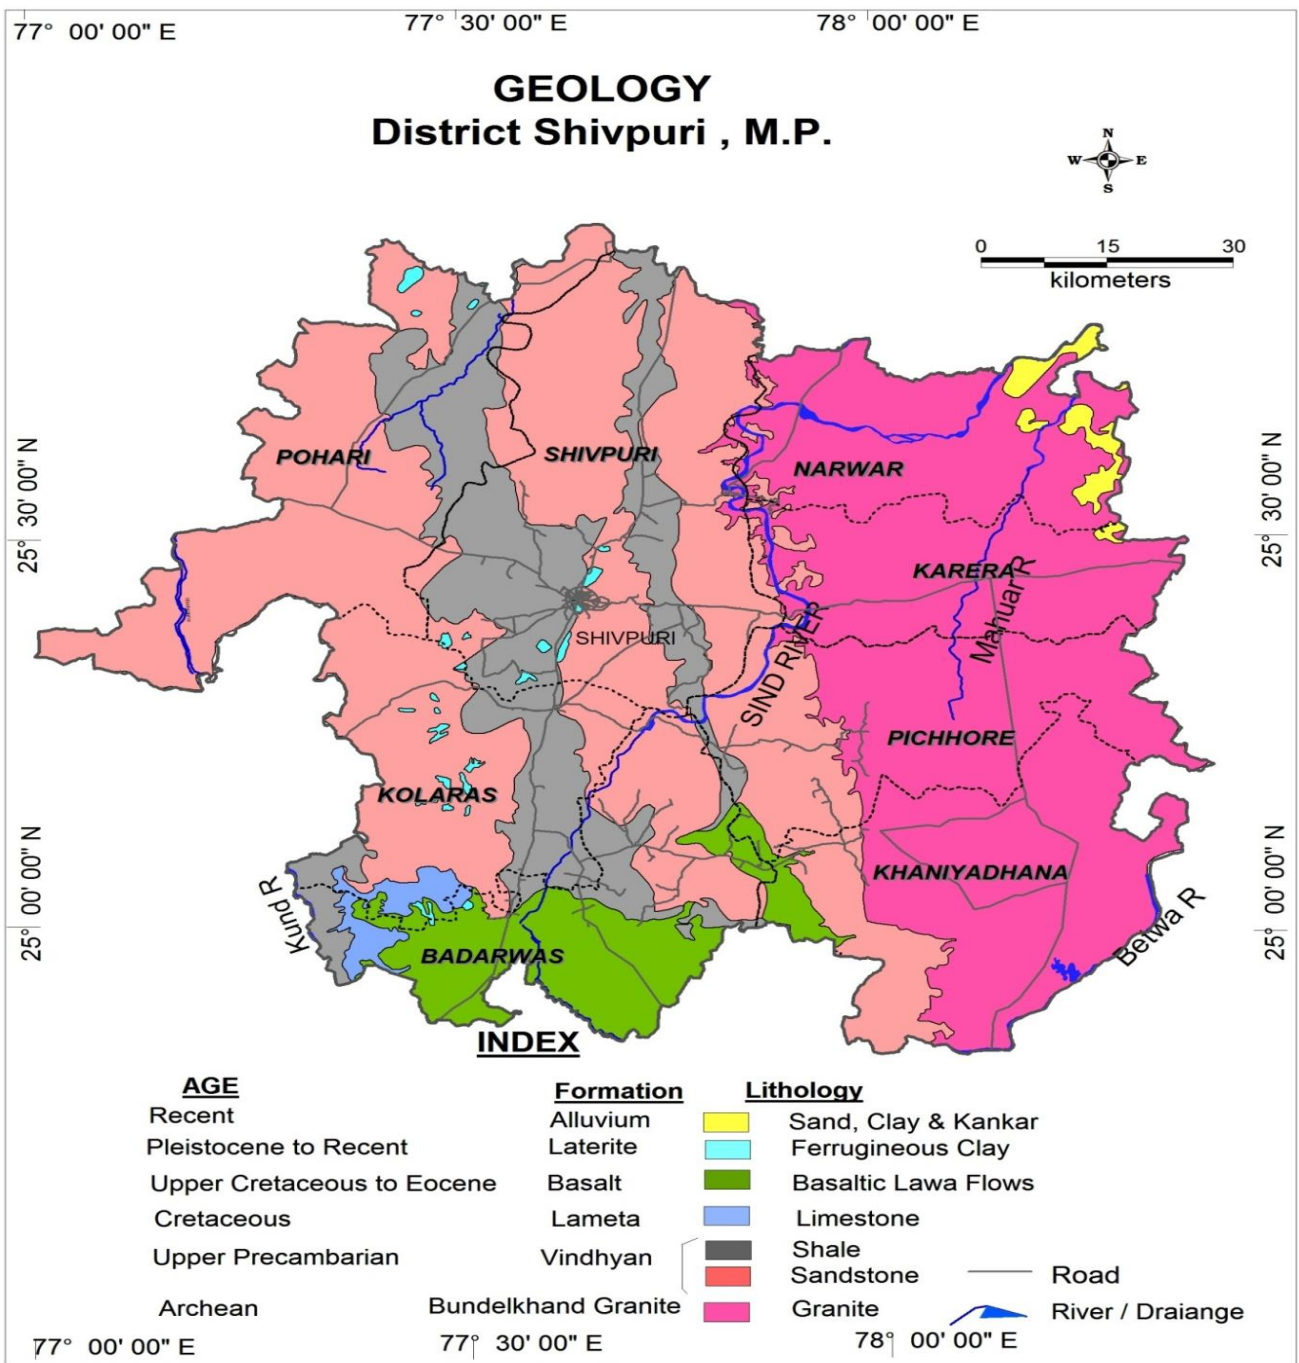 77° 00' 00" E 77° 30' 00" E 78° 00' 00" E
GEOLOGY
District Shivpuri , M.P.
N
W E
S
0 15 30
kilometers
POHARI
SHIVPURI
NARWAR
25° 30' 00" N
25° 30' 00" N
KARERA
Mahuar R
SHIVPURI
SIND RIVER
PICHHORE
KOLARAS
KHANIYADHANA
25° 00' 00" N
25° 00' 00" N
Kund R
Betwa R
BADARWAS
INDEX
AGE Formation Lithology
Recent Alluvium Sand, Clay & Kankar
Pleistocene to Recent Laterite Ferrugineous Clay
Upper Cretaceous to Eocene Basalt Basaltic Lawa Flows
Cretaceous Lameta Limestone
Upper Precambarian Vindhyan Shale
Sandstone Road
Archean Bundelkhand Granite Granite River / Draiange
77° 00' 00" E 77° 30' 00" E 78° 00' 00" E